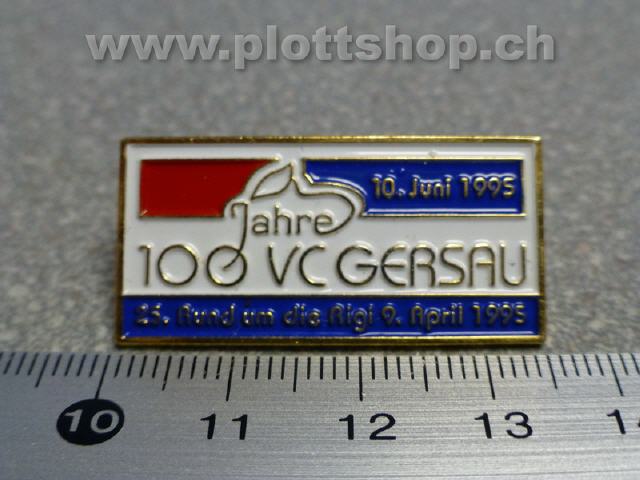 www.plottshop.ch
10. Juni 1995
Jahre
100 VC GERSAU
25. Rund um die Rigi 9. April 1995
10 11 12 13 14